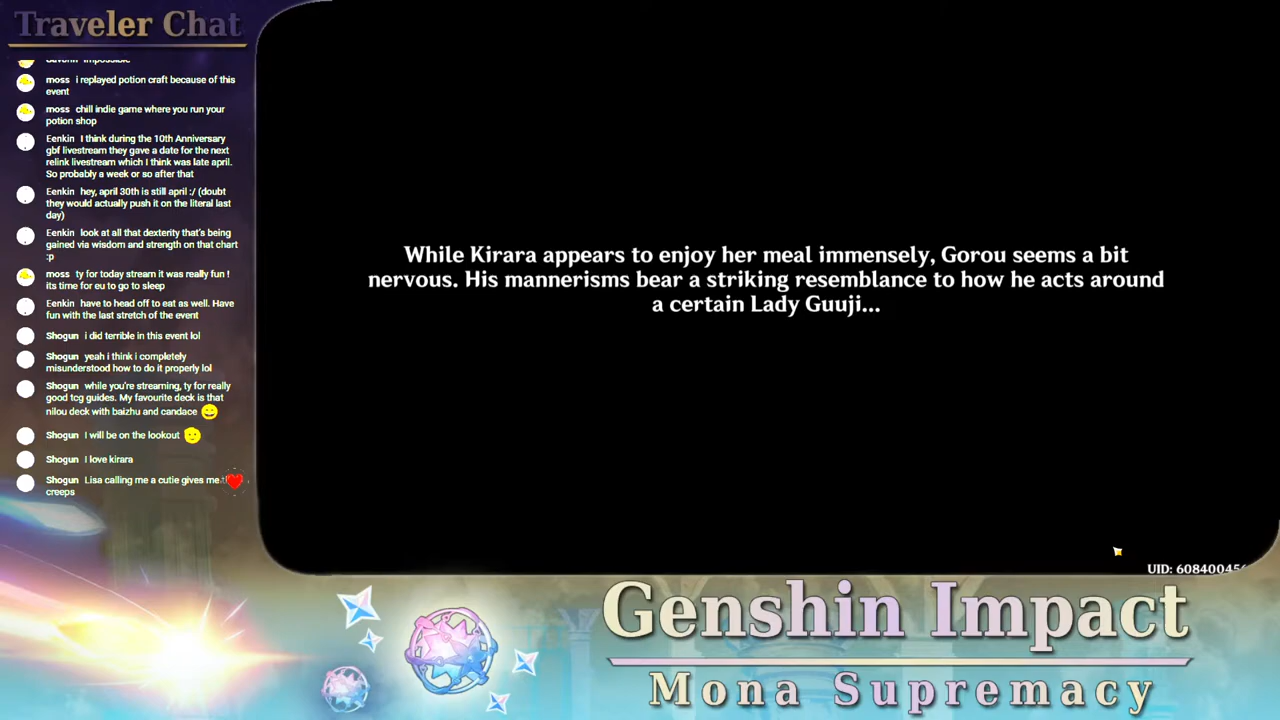 Traveler Chat
moss i replayed potion craft because of this
event
moss chill indie game where you run your
potion shop
Eenkin I think during the 10th Anniversary
gbf livestream they gave a date for the next
relink livestream which I think was late april.
So probably a week or so after that
Eenkin hey, april 30th is still april :/ (doubt
they would actually push it on the literal last
day)
Eenkin look at all that dexterity that's being
gained via wisdom and strength on that chart
:p
moss ty for today stream it was really fun !
its time for eu to go to sleep
Eenkin have to head off to eat as well. Have
fun with the last stretch of the event
Shogun i did terrible in this event lol
Shogun yeah i think i completely
misunderstood how to do it properly lol
Shogun while you're streaming, ty for really
good tcg guides. My favourite deck is that
nilou deck with baizhu and candace 😄
Shogun I will be on the lookout 🙂
Shogun I love kirara
Shogun Lisa calling me a cutie gives me
creeps
While Kirara appears to enjoy her meal immensely, Gorou seems a bit
nervous. His mannerisms bear a striking resemblance to how he acts around
a certain Lady Guuji...
UID:
Genshin Impact
Mona Supremacy